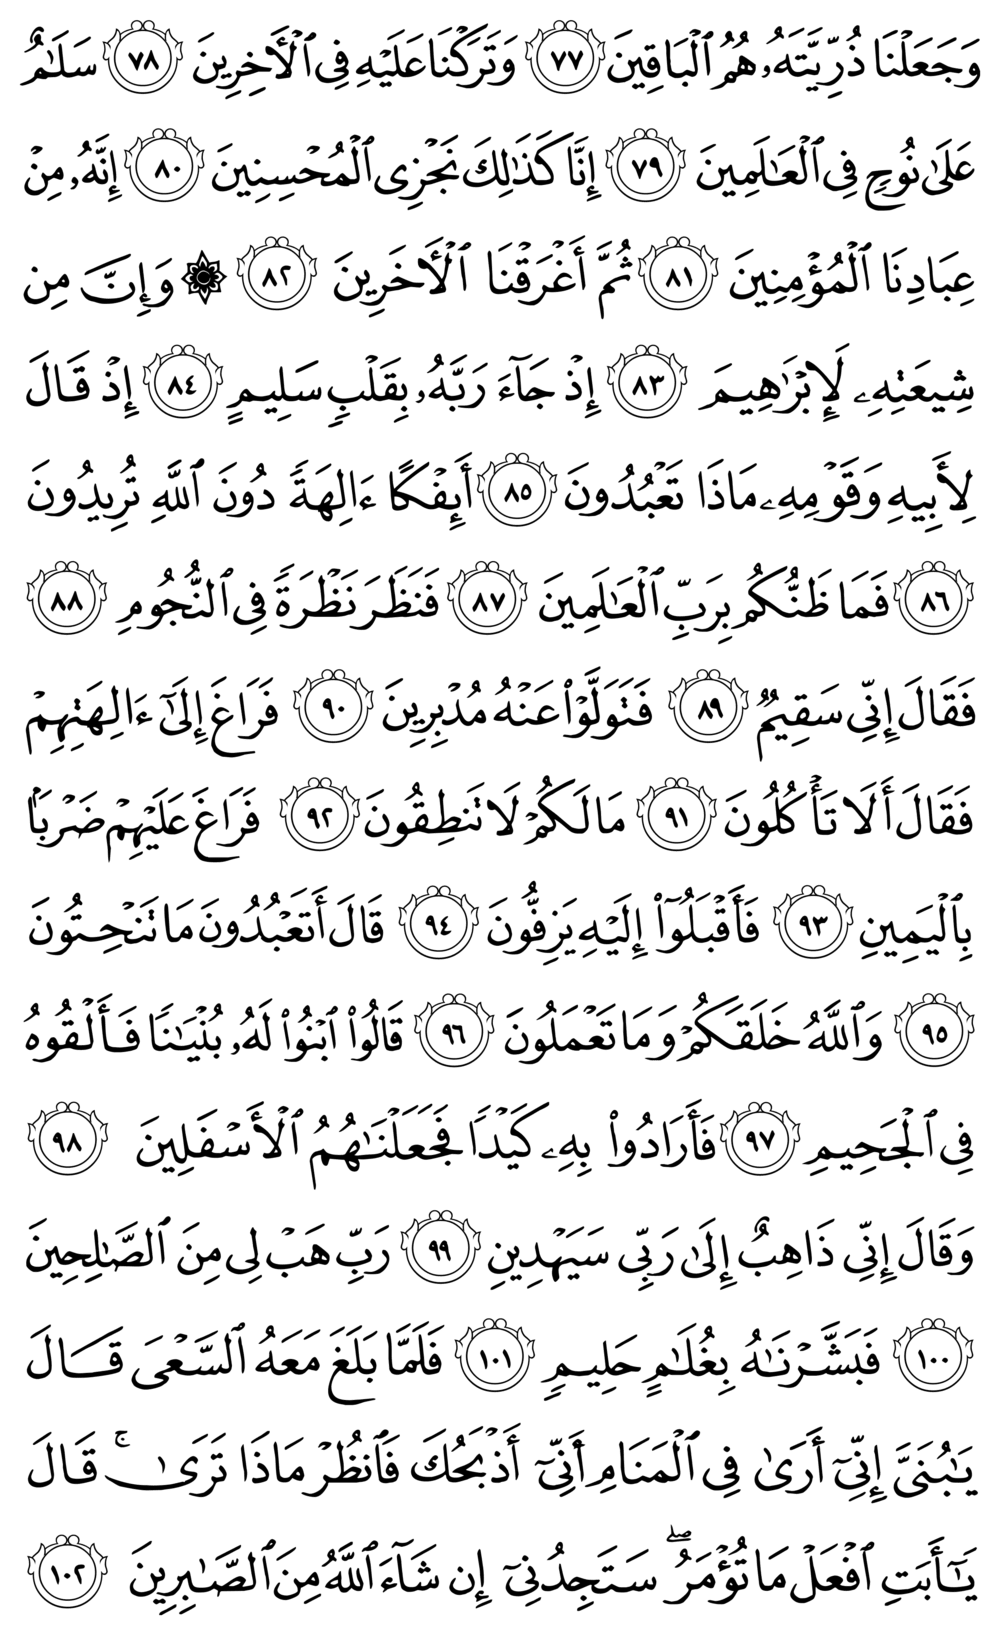 وَجَعَلْنَا ذُرِّيَّتَهُۥ هُمُ ٱلْبَاقِينَ ٧٧ وَتَرَكْنَا عَلَيْهِ فِى ٱلْأَخِرِينَ ٧٨ سَلَـٰمٌ
عَلَىٰ نُوحٍ فِى ٱلْعَـٰلَمِينَ ٧٩ إِنَّا كَذَٰلِكَ نَجْزِى ٱلْمُحْسِنِينَ ٨٠ إِنَّهُۥ مِنْ
عِبَادِنَا ٱلْمُؤْمِنِينَ ٨١ ثُمَّ أَغْرَقْنَا ٱلْأَخَرِينَ ٨٢ ۞ وَإِنَّ مِن
شِيعَتِهِۦ لَإِبْرَٰهِيمَ ٨٣ إِذْ جَآءَ رَبَّهُۥ بِقَلْبٍ سَلِيمٍ ٨٤ إِذْ قَالَ
لِأَبِيهِ وَقَوْمِهِۦ مَاذَا تَعْبُدُونَ ٨٥ أَئِفْكًا ءَالِهَةً دُونَ ٱللَّهِ تُرِيدُونَ
٨٦ فَمَا ظَنُّكُم بِرَبِّ ٱلْعَـٰلَمِينَ ٨٧ فَنَظَرَ نَظْرَةً فِى ٱلنُّجُومِ ٨٨
فَقَالَ إِنِّى سَقِيمٌ ٨٩ فَتَوَلَّوْا۟ عَنْهُ مُدْبِرِينَ ٩٠ فَرَاغَ إِلَىٰٓ ءَالِهَتِهِمْ
فَقَالَ أَلَا تَأْكُلُونَ ٩١ مَا لَكُمْ لَا تَنطِقُونَ ٩٢ فَرَاغَ عَلَيْهِمْ ضَرْبًۢا
بِٱلْيَمِينِ ٩٣ فَأَقْبَلُوٓا۟ إِلَيْهِ يَزِفُّونَ ٩٤ قَالَ أَتَعْبُدُونَ مَا تَنْحِتُونَ
٩٥ وَٱللَّهُ خَلَقَكُمْ وَمَا تَعْمَلُونَ ٩٦ قَالُوا۟ ٱبْنُوا۟ لَهُۥ بُنْيَـٰنًا فَأَلْقُوهُ
فِى ٱلْجَحِيمِ ٩٧ فَأَرَادُوا۟ بِهِۦ كَيْدًا فَجَعَلْنَـٰهُمُ ٱلْأَسْفَلِينَ ٩٨
وَقَالَ إِنِّى ذَاهِبٌ إِلَىٰ رَبِّى سَيَهْدِينِ ٩٩ رَبِّ هَبْ لِى مِنَ ٱلصَّـٰلِحِينَ
١٠٠ فَبَشَّرْنَـٰهُ بِغُلَـٰمٍ حَلِيمٍ ١٠١ فَلَمَّا بَلَغَ مَعَهُ ٱلسَّعْىَ قَالَ
يَـٰبُنَىَّ إِنِّىٓ أَرَىٰ فِى ٱلْمَنَامِ أَنِّىٓ أَذْبَحُكَ فَٱنظُرْ مَاذَا تَرَىٰ ۚ قَالَ
يَـٰٓأَبَتِ ٱفْعَلْ مَا تُؤْمَرُ ۖ سَتَجِدُنِىٓ إِن شَآءَ ٱللَّهُ مِنَ ٱلصَّـٰبِرِينَ ١٠٢